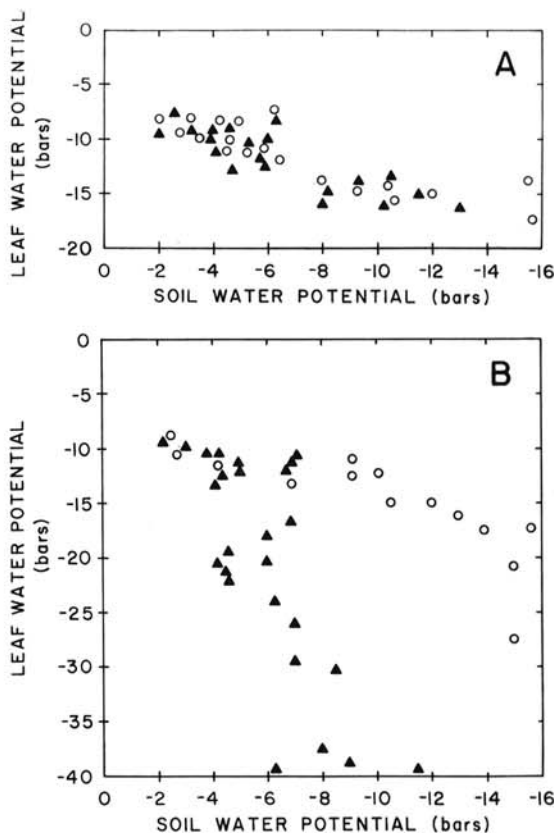 0
-5
-10
-15
-20
LEAF WATER POTENTIAL
(bars)
A
0 -2 -4 -6 -8 -10 -12 -14 -16
SOIL WATER POTENTIAL (bars)
0
-5
-10
-15
-20
-25
-30
-35
-40
LEAF WATER POTENTIAL
(bars)
B
0 -2 -4 -6 -8 -10 -12 -14 -16
SOIL WATER POTENTIAL (bars)